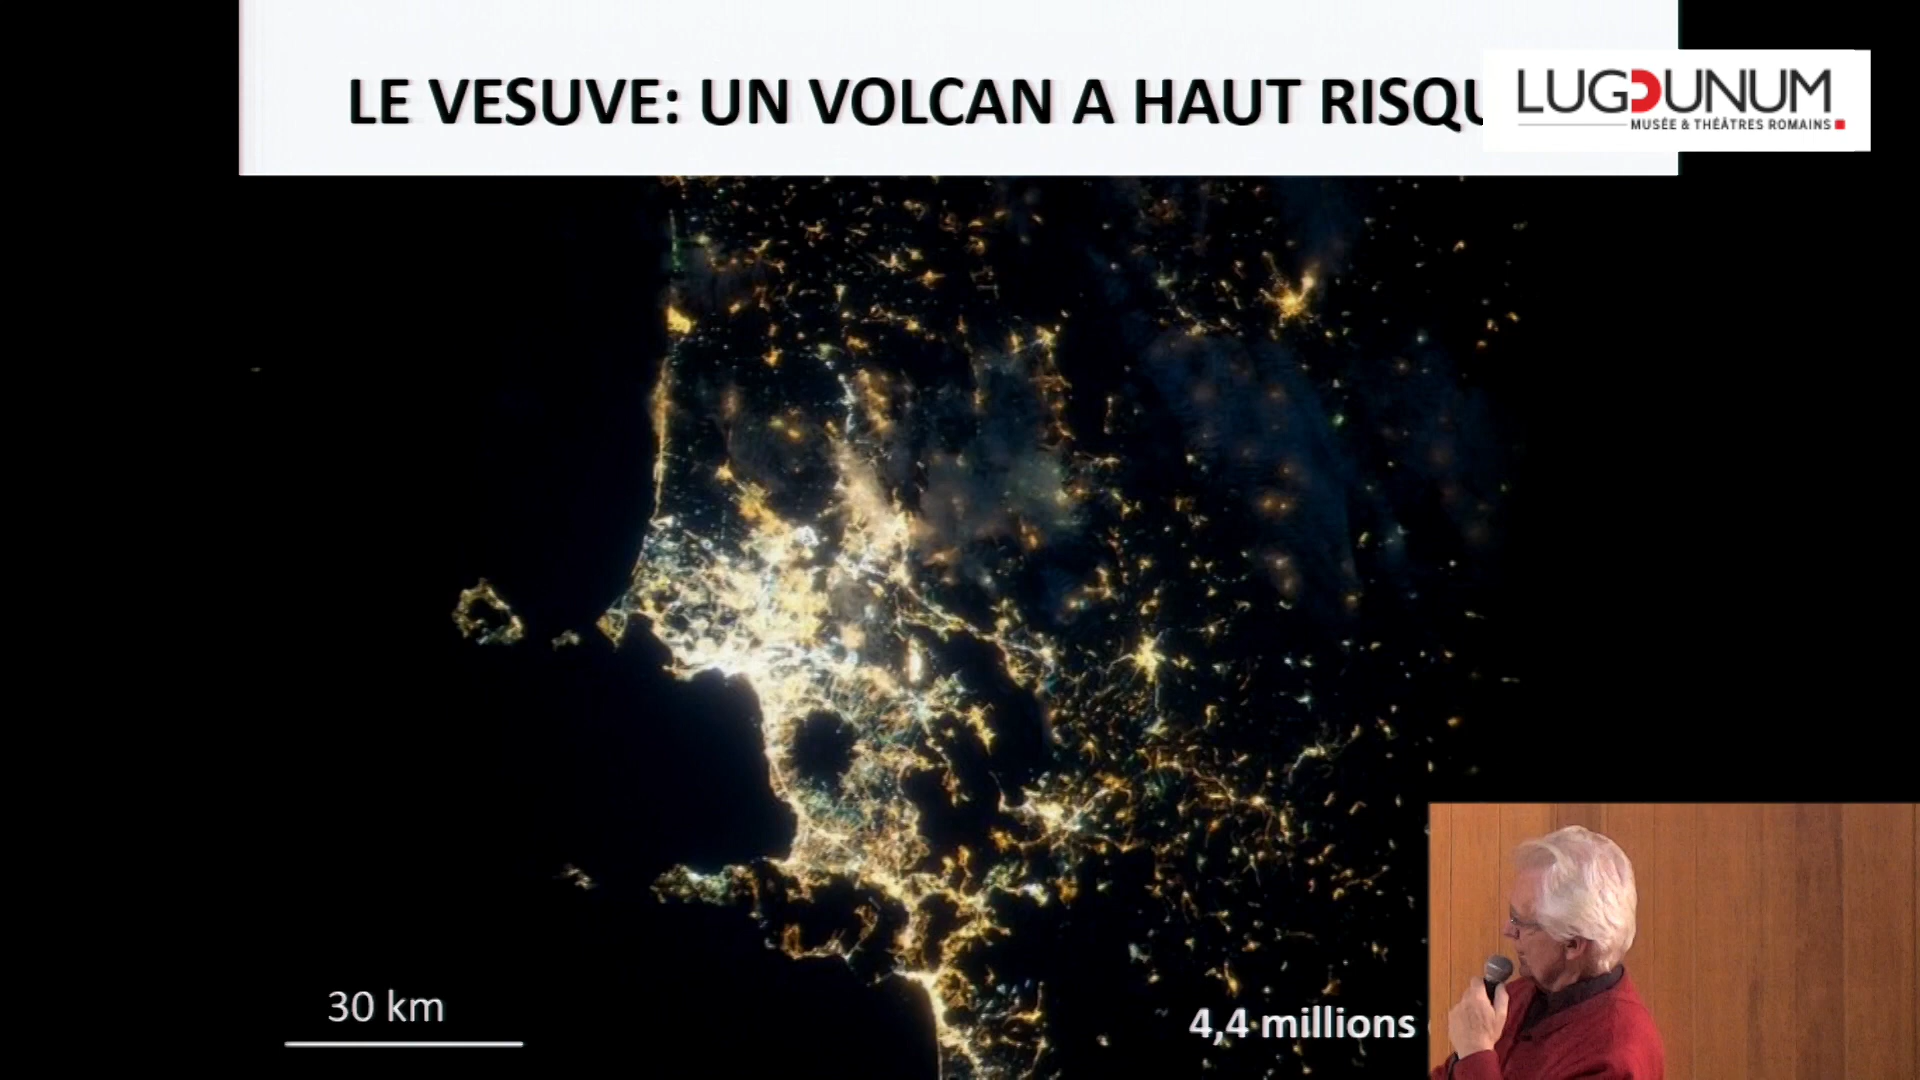 LE VESUVE: UN VOLCAN A HAUT RISQU
LUGDUNUM
MUSÉE & THÉÂTRES ROMAINS
30 km
4,4 millions